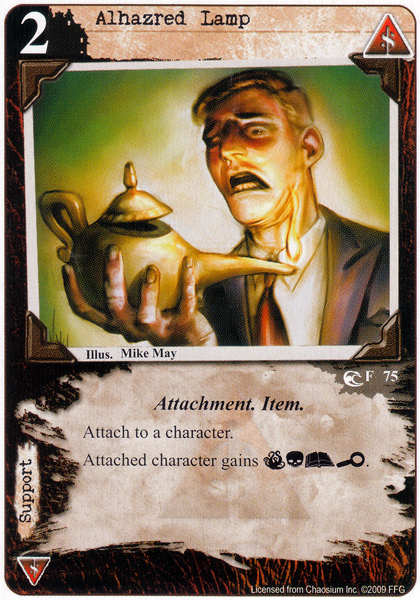 2
Alhazred Lamp
Illus. Mike May
F 75
Attachment. Item.
Attach to a character.
Attached character gains .
Support
Licensed from Chaosium Inc. ©2009 FFG